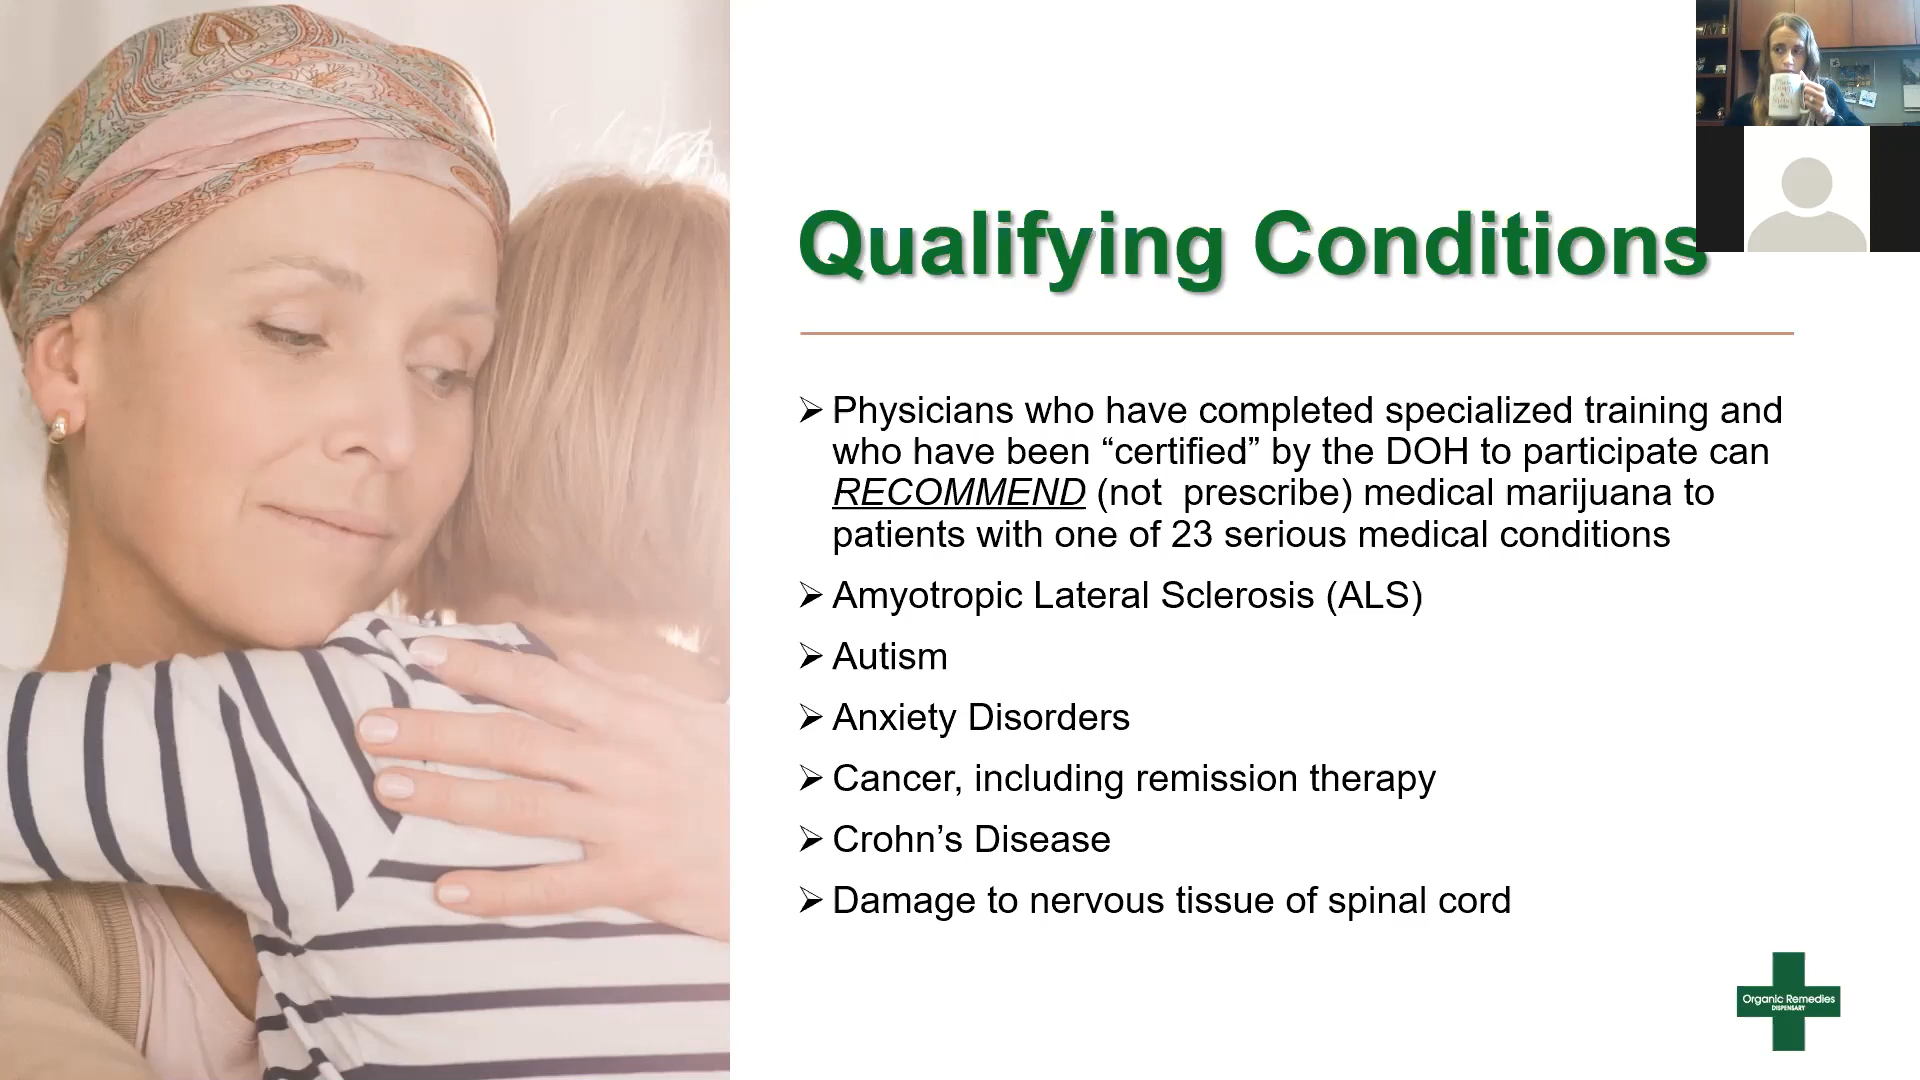 Qualifying Conditions
➢ Physicians who have completed specialized training and
who have been “certified” by the DOH to participate can
RECOMMEND (not  prescribe) medical marijuana to
patients with one of 23 serious medical conditions
➢ Amyotropic Lateral Sclerosis (ALS)
➢ Autism
➢ Anxiety Disorders
➢ Cancer, including remission therapy
➢ Crohn’s Disease
➢ Damage to nervous tissue of spinal cord
Organic Remedies
DISPENSARY